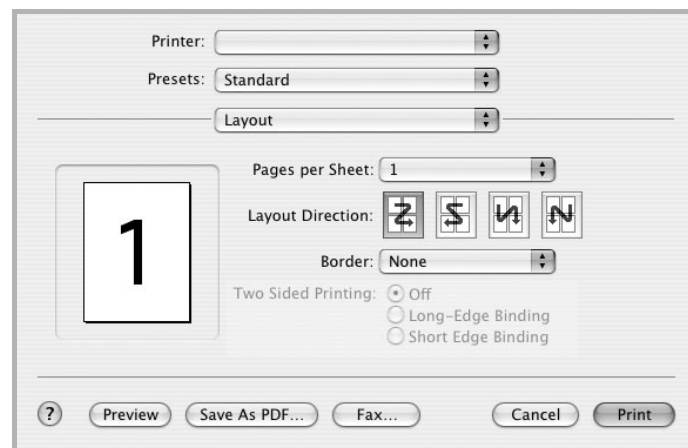 Printer:
Presets: Standard
Layout
Pages per Sheet: 1
Layout Direction:
1
Border: None
Two Sided Printing: Off
Long-Edge Binding
Short Edge Binding
? Preview Save As PDF... Fax... Cancel Print